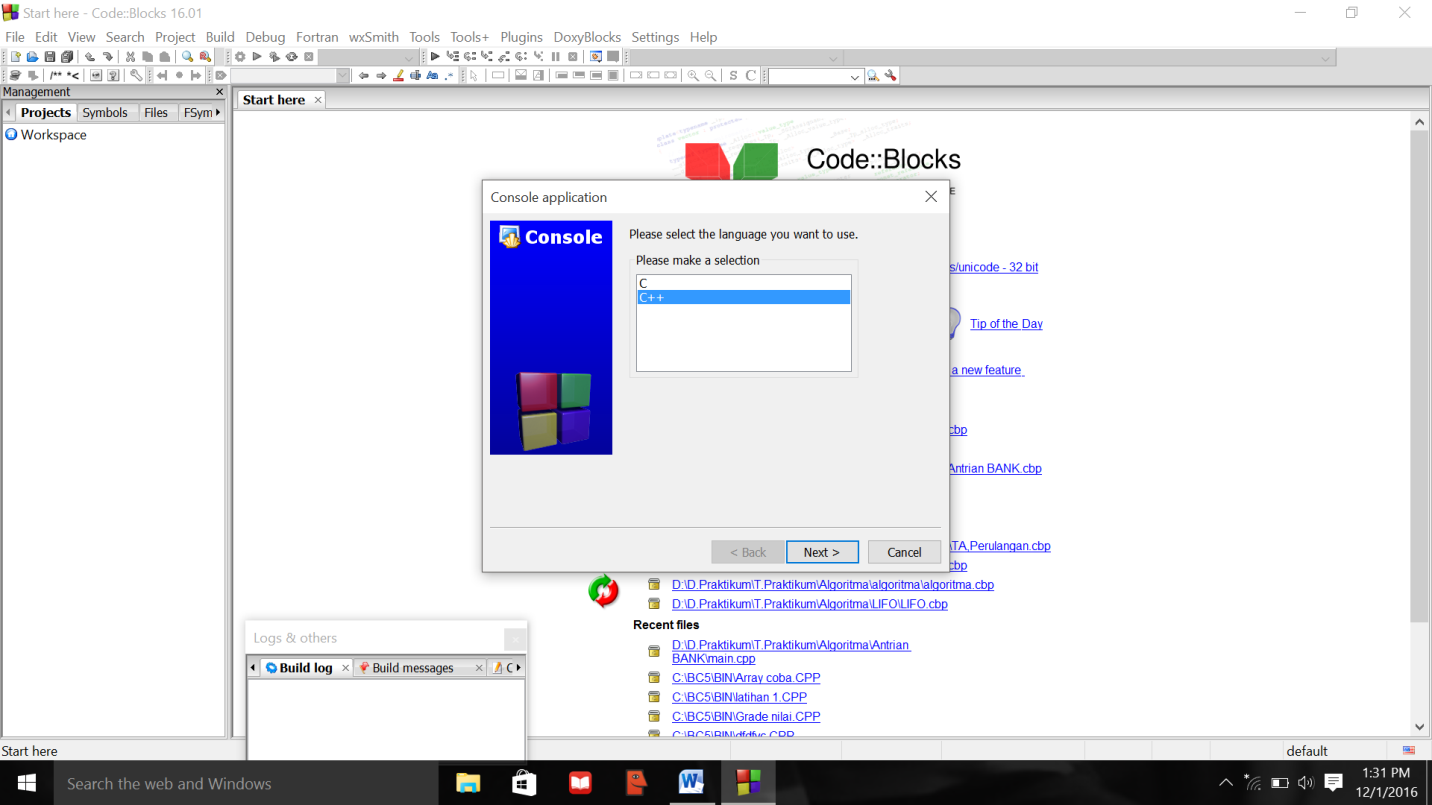 Start here - Code::Blocks 16.01
File Edit View Search Project Build Debug Fortran wxSmith Tools Tools+ Plugins DoxyBlocks Settings Help
Management
Projects Symbols Files FSym
Workspace
Start here
Code::Blocks
E
Console application
Console
Please select the language you want to use.
Please make a selection
C
C++
< Back Next > Cancel
s/unicode - 32 bit
Tip of the Day
a new feature
cbp
Antrian BANK.cbp
ATA,Perulangan.cbp
cbp
D:\D.Praktikum\T.Praktikum\Algoritma\algoritma\algoritma.cbp
D:\D.Praktikum\T.Praktikum\Algoritma\LIFO\LIFO.cbp
Recent files
D:\D.Praktikum\T.Praktikum\Algoritma\Antrian
BANK\main.cpp
C:\BC5\BIN\Array coba.CPP
C:\BC5\BIN\latihan 1.CPP
C:\BC5\BIN\Grade nilai.CPP
C:\BC5\BIN\dfdfvc.CPP
Logs & others
Build log Build messages C
Start here
default
Search the web and Windows
1:31 PM
12/1/2016